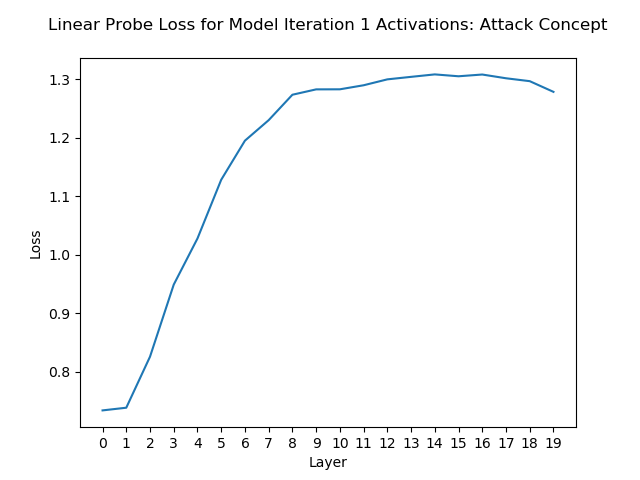 Linear Probe Loss for Model Iteration 1 Activations: Attack Concept
1.3
1.2
1.1
1.0
0.9
0.8
Loss
0 1 2 3 4 5 6 7 8 9 10 11 12 13 14 15 16 17 18 19
Layer